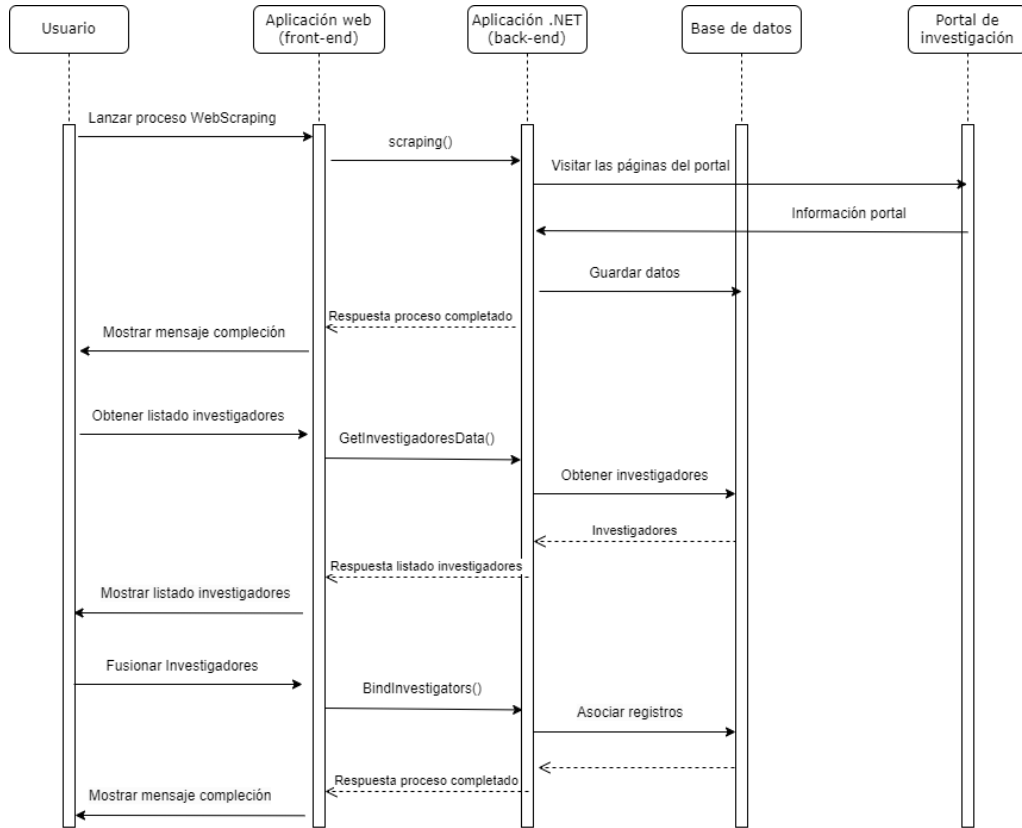 Usuario
Aplicación web
(front-end)
Aplicación .NET
(back-end)
Base de datos
Portal de
investigación
Lanzar proceso WebScraping
scraping()
Visitar las páginas del portal
Información portal
Guardar datos
Respuesta proceso completado
Mostrar mensaje compleción
Obtener listado investigadores
GetInvestigadoresData()
Obtener investigadores
Investigadores
Respuesta listado investigadores
Mostrar listado investigadores
Fusionar Investigadores
BindInvestigators()
Asociar registros
Respuesta proceso completado
Mostrar mensaje compleción